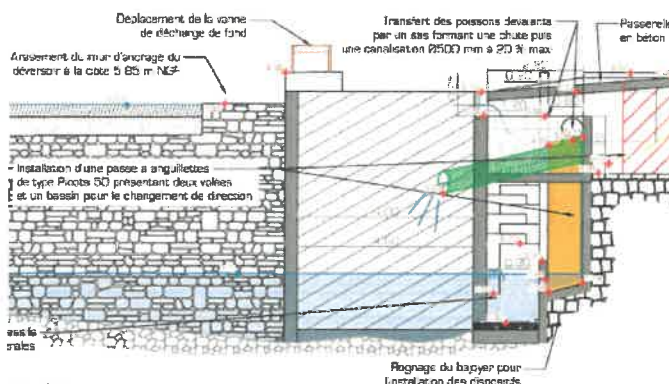 Déplacement de la vanne
de décharge de fond
Transfert des poissons dévalants
par un sas formant une chute puis
une canalisation Ø500 mm à 20 % max
Passerelle
en béton
Arasement du mur d'ancrage du
déversoir à la cote 5 85 m NGF
Installation d'une passe à anguillettes
de type Picots 50 présentant deux volées
et un bassin pour le changement de direction
Rognage du bajoyer pour
l'installation des dispositifs